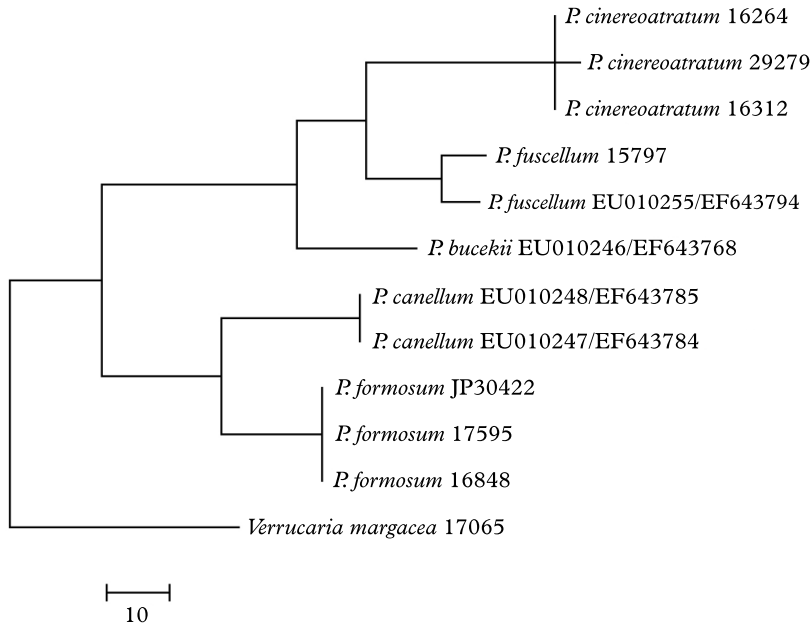 P. cinereoatratum 16264
P. cinereoatratum 29279
P. cinereoatratum 16312
P. fuscellum 15797
P. fuscellum EU010255/EF643794
P. bucekii EU010246/EF643768
P. canellum EU010248/EF643785
P. canellum EU010247/EF643784
P. formosum JP30422
P. formosum 17595
P. formosum 16848
Verrucaria margacea 17065
10